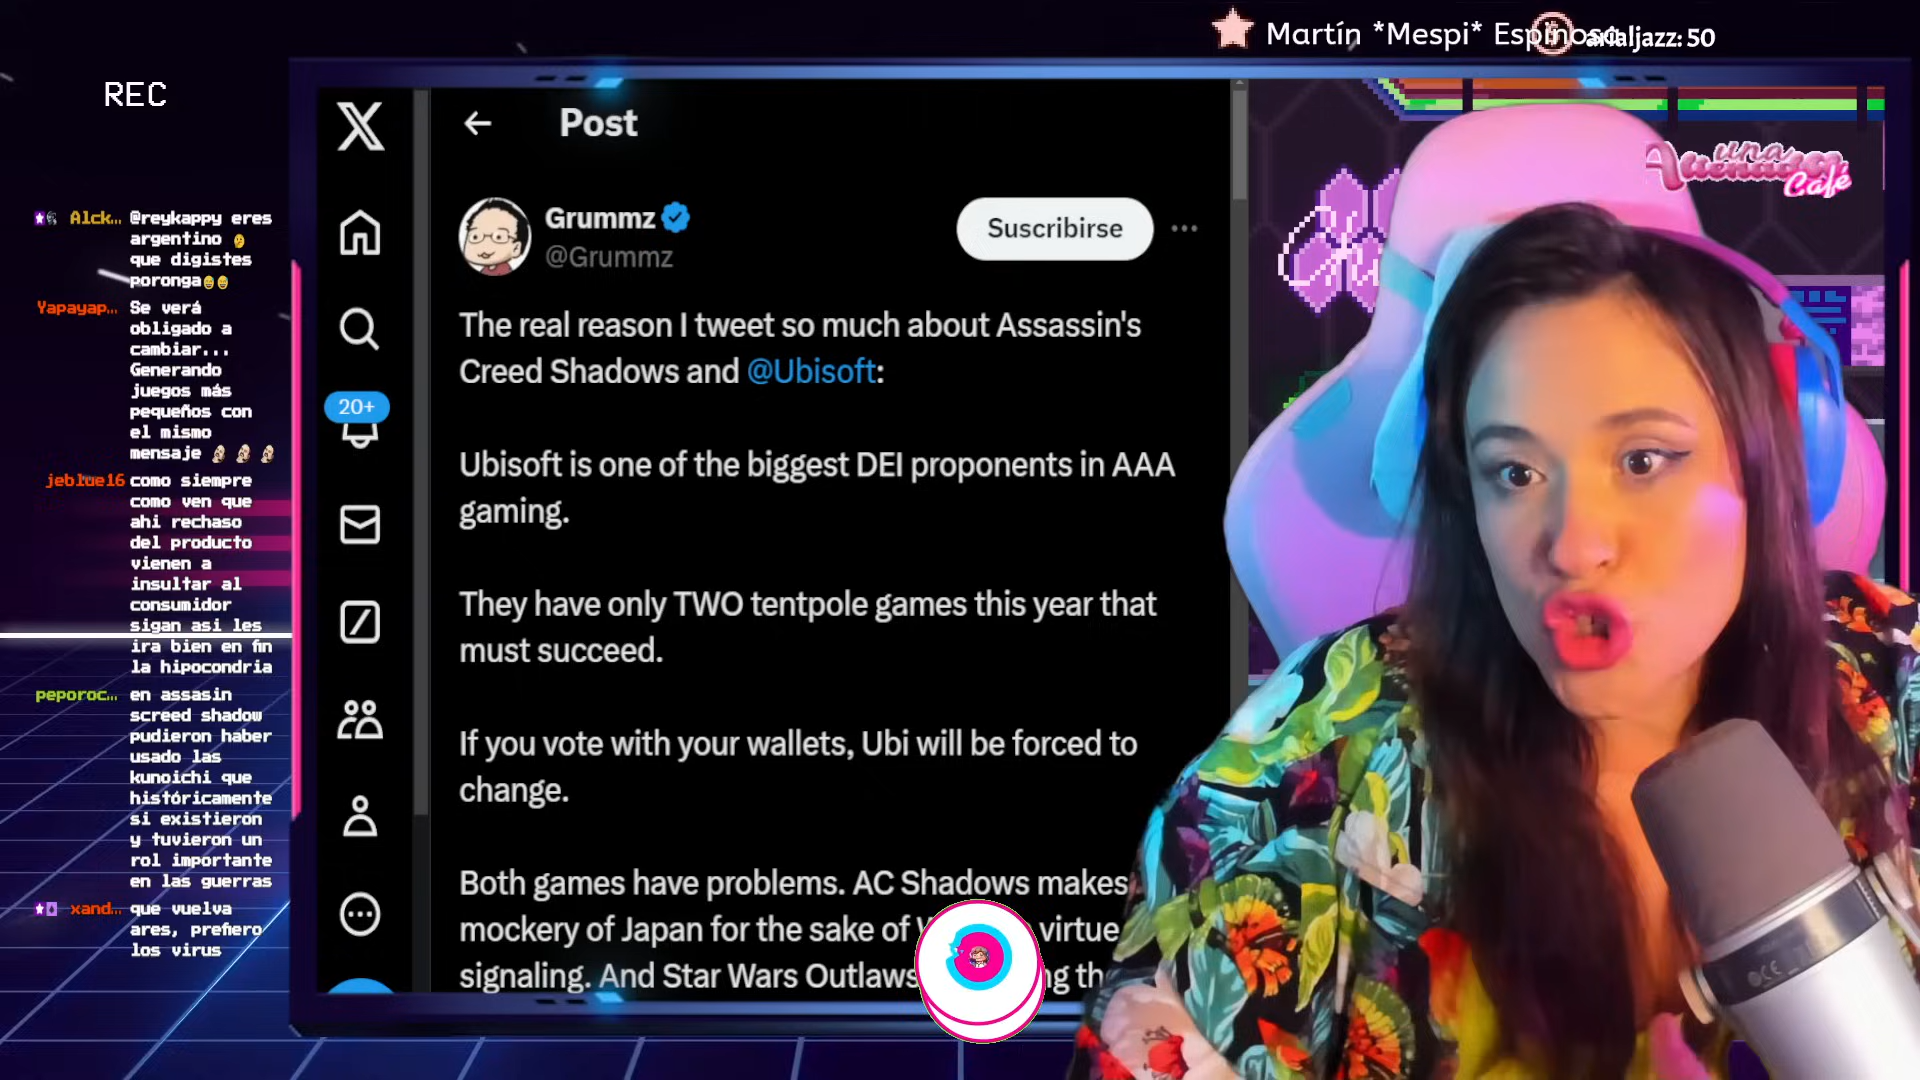 Martín *Mespi*
arialjazz: 50
REC
Post
Grummz
@Grummz
Suscribirse
20+
The real reason I tweet so much about Assassin's
Creed Shadows and @Ubisoft:
Ubisoft is one of the biggest DEI proponents in AAA
gaming.
They have only TWO tentpole games this year that
must succeed.
If you vote with your wallets, Ubi will be forced to
change.
Both games have problems. AC Shadows makes
mockery of Japan for the sake of virtue
signaling. And Star Wars Outlaws
una
Café
Alck... @reykappy eres
argentino 🤔
que digistes
poronga😂😂
Yapayap... Se verá
obligado a
cambiar...
Generando
juegos más
pequeños con
el mismo
mensaje
jeblue16 como siempre
como ven que
ahi rechaso
del producto
vienen a
insultar al
consumidor
sigan asi les
ira bien en fin
la hipocondria
peporoc... en assasin
screed shadow
pudieron haber
usado las
kunoichi que
históricamente
si existieron
y tuvieron un
rol importante
en las guerras
xand... que vuelva
ares, prefiero
los virus